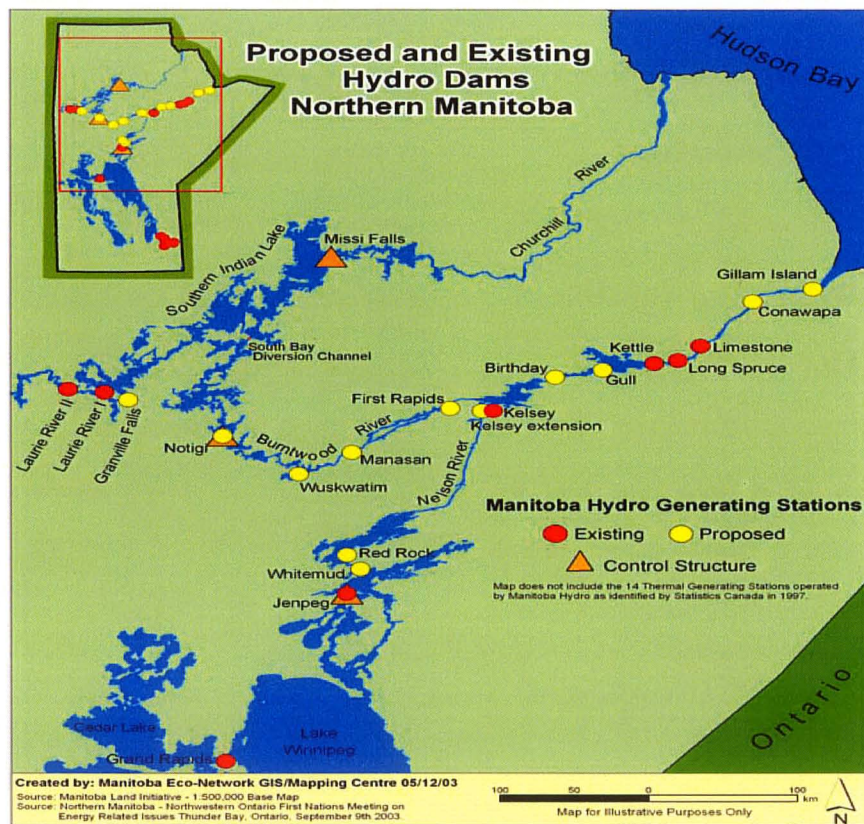 Proposed and Existing
Hydro Dams
Northern Manitoba
Hudson Bay
Churchill River
Missi Falls
Southern Indian Lake
Gillam Island
Conawapa
South Bay
Diversion Channel
Kettle
Limestone
Long Spruce
Birthday
Gull
First Rapids
Kelsey
Kelsey extension
Laurie River II
Laurie River I
Granville Falls
Notigi
Burntwood River
Manasan
Wuskwatim
Nelson River
Manitoba Hydro Generating Stations
Existing
Proposed
Control Structure
Map does not include the 14 Thermal Generating Stations operated
by Manitoba Hydro as identified by Statistics Canada in 1997.
Red Rock
Whitemud
Jenpeg
Ontario
Cedar Lake
Lake
Winnipeg
Grand Rapids
Created by: Manitoba Eco-Network GIS/Mapping Centre 05/12/03
Source: Manitoba Land Initiative - 1:500,000 Base Map
Source: Northern Manitoba - Northwestern Ontario First Nations Meeting on
Energy Related Issues Thunder Bay, Ontario, September 9th 2003.
100 50 0 100
km
Map for Illustrative Purposes Only
N